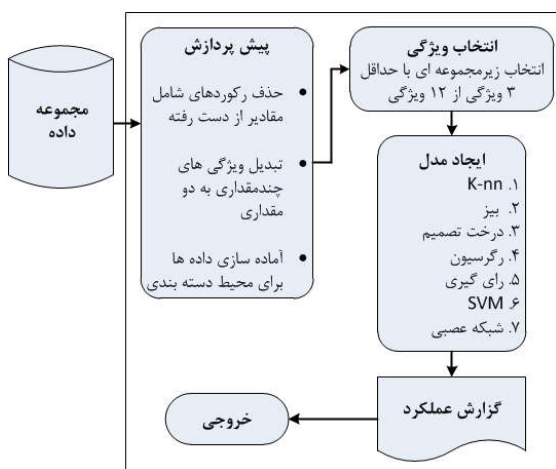 مجموعه
داده
پیش پردازش
حذف رکوردهای شامل
مقادیر از دست رفته
تبدیل ویژگی های
چندمقداری به دو
مقداری
آماده سازی داده ها
برای محیط دسته بندی
انتخاب ویژگی
انتخاب زیرمجموعه ای با حداقل
۳ ویژگی از ۱۲ ویژگی
ایجاد مدل
۱. K-nn
۲. بیز
۳. درخت تصمیم
۴. رگرسیون
۵. رای گیری
۶. SVM
۷. شبکه عصبی
گزارش عملکرد
خروجی